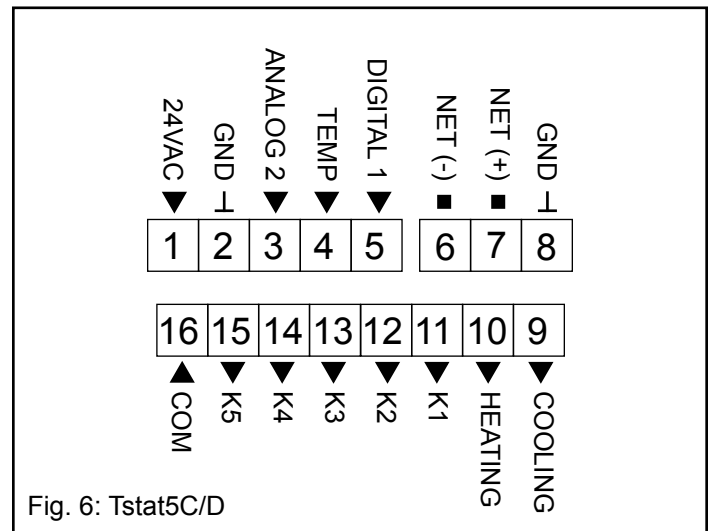 24VAC GND ANALOG 2 TEMP DIGITAL 1 NET (-) NET (+) GND
1 2 3 4 5 6 7 8
16 15 14 13 12 11 10 9
COM K5 K4 K3 K2 K1 HEATING COOLING
Fig. 6: Tstat5C/D